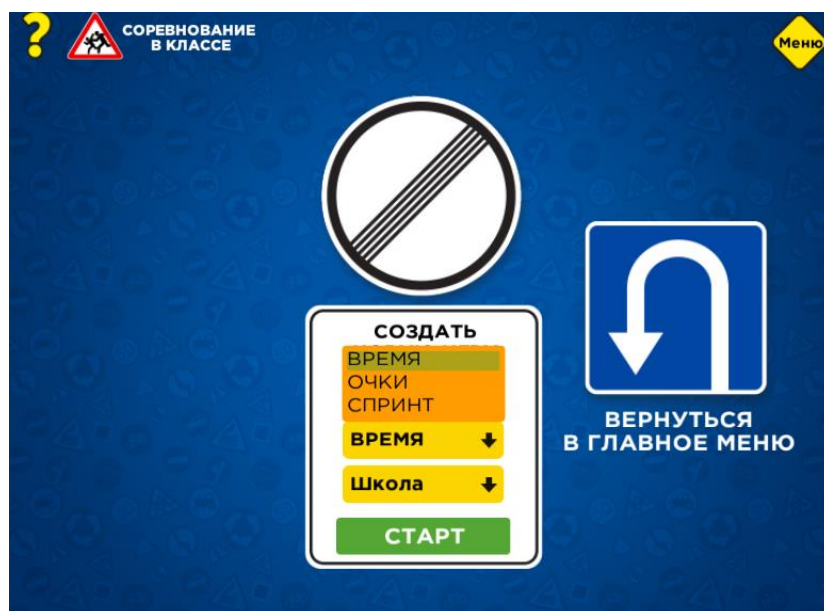 ?
СОРЕВНОВАНИЕ
В КЛАССЕ
Меню
СОЗДАТЬ
ВРЕМЯ
ОЧКИ
СПРИНТ
ВРЕМЯ
Школа
СТАРТ
ВЕРНУТЬСЯ
В ГЛАВНОЕ МЕНЮ